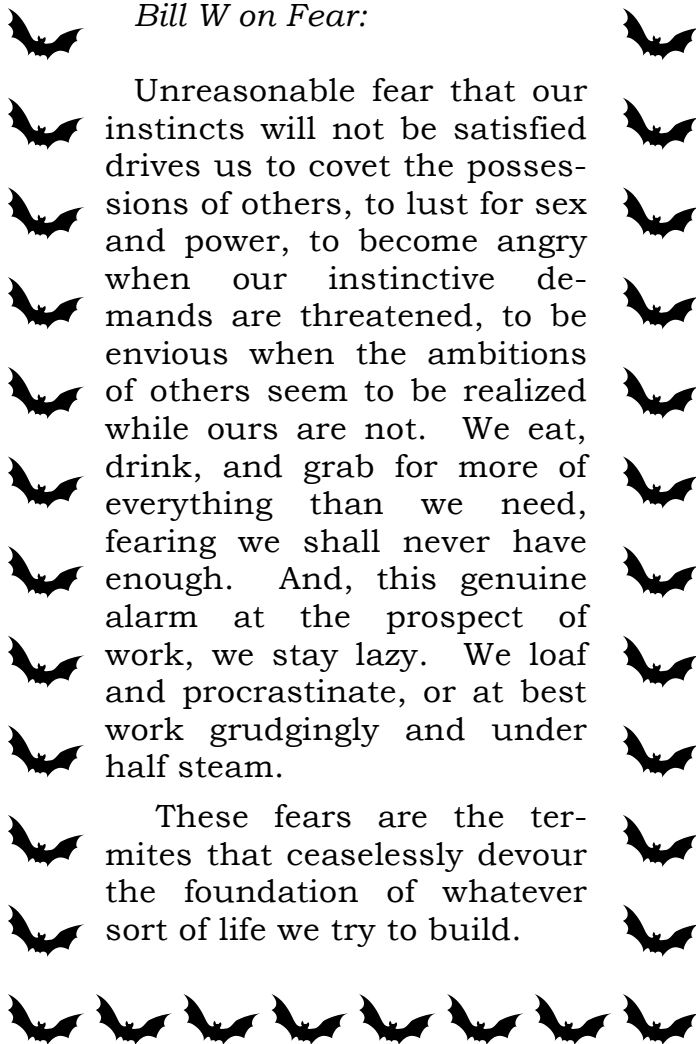 Bill W on Fear:
Unreasonable fear that our
instincts will not be satisfied
drives us to covet the posses-
sions of others, to lust for sex
and power, to become angry
when our instinctive de-
mands are threatened, to be
envious when the ambitions
of others seem to be realized
while ours are not. We eat,
drink, and grab for more of
everything than we need,
fearing we shall never have
enough. And, this genuine
alarm at the prospect of
work, we stay lazy. We loaf
and procrastinate, or at best
work grudgingly and under
half steam.
These fears are the ter-
mites that ceaselessly devour
the foundation of whatever
sort of life we try to build.